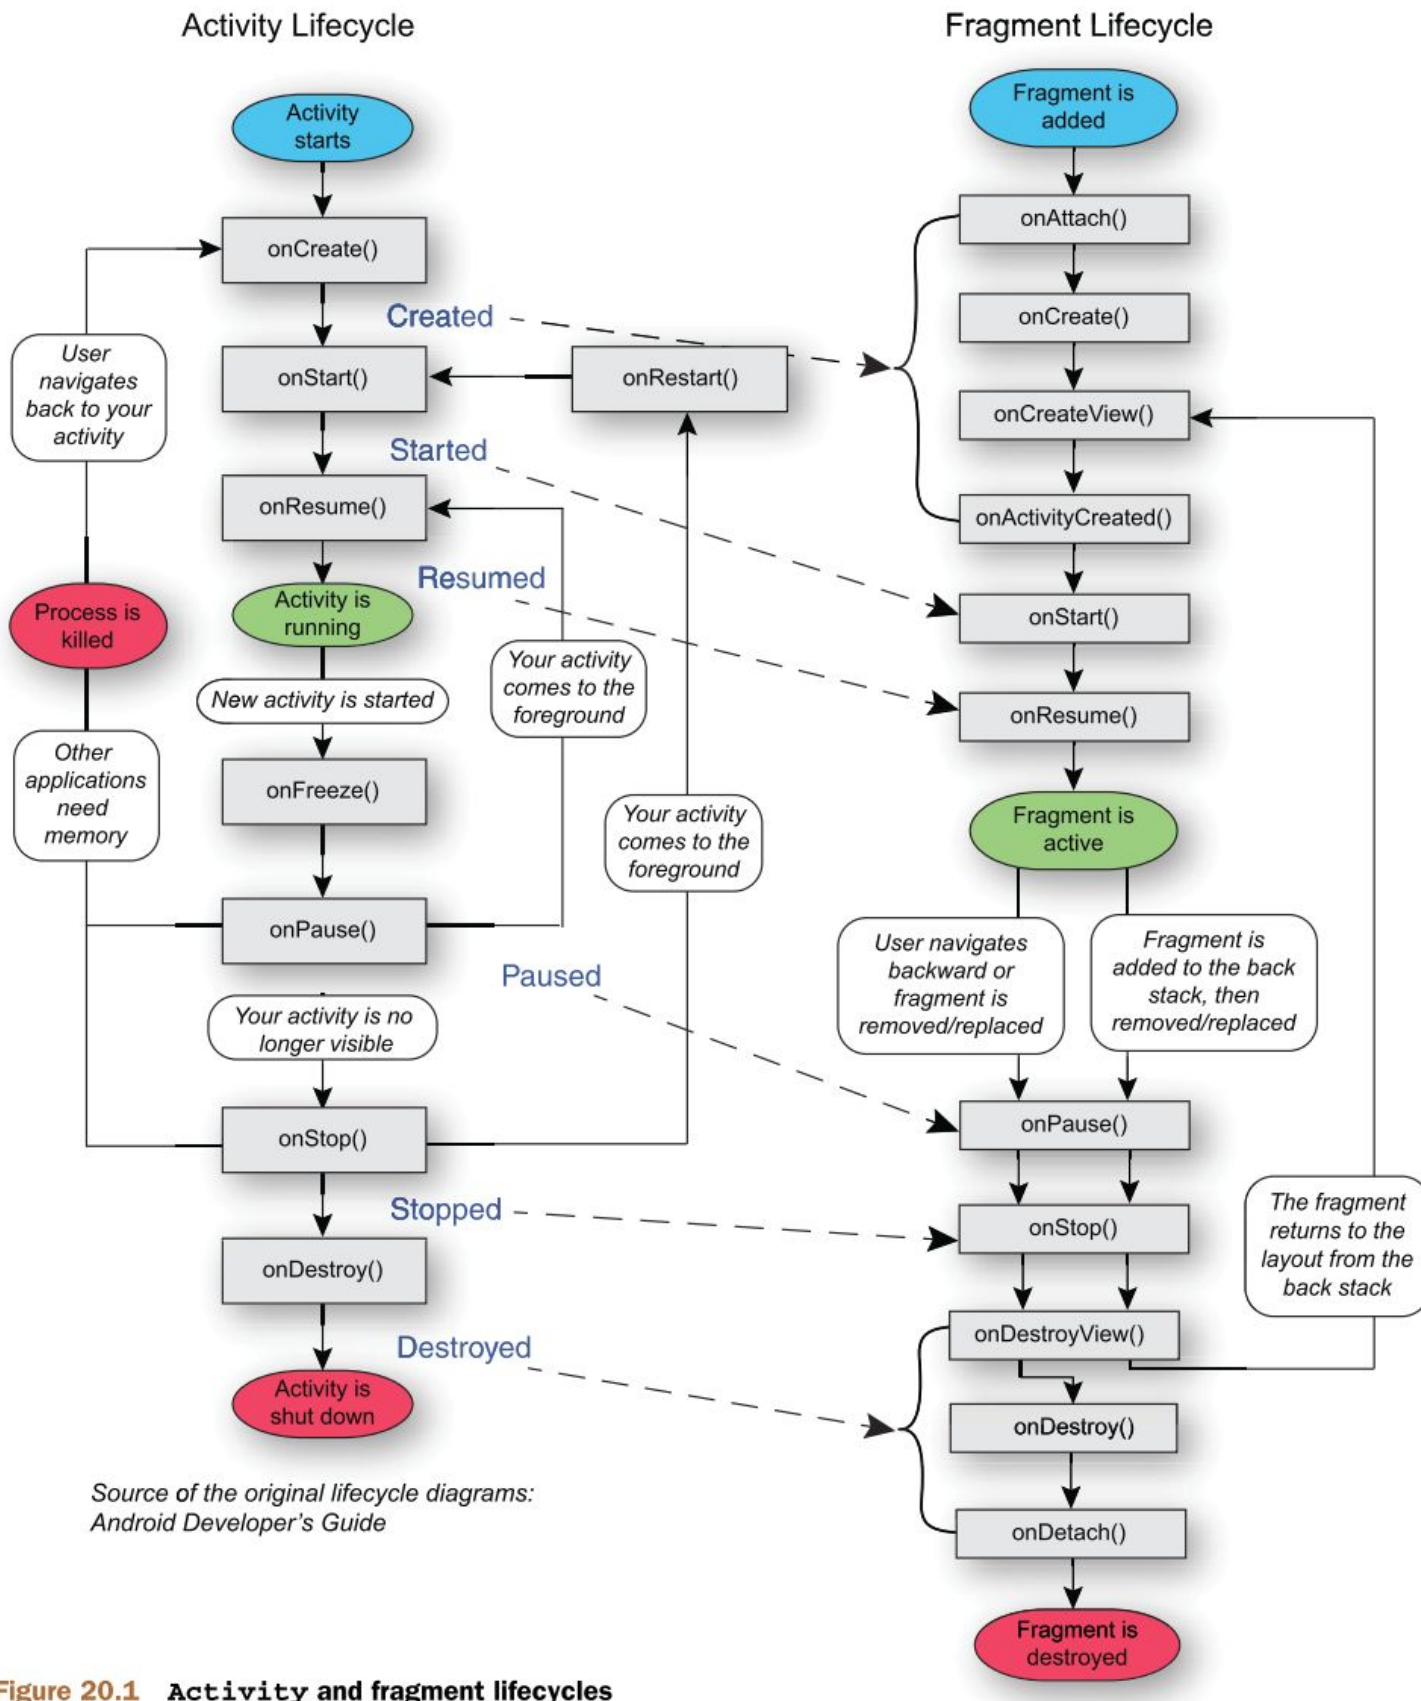 Activity Lifecycle
Fragment Lifecycle
Activity
starts
onCreate()
User
navigates
back to your
activity
Created
onStart()
onRestart()
Started
onResume()
Resumed
Process is
killed
Activity is
running
Your activity
comes to the
foreground
New activity is started
Other
applications
need
memory
onFreeze()
Your activity
comes to the
foreground
onPause()
Paused
Your activity is no
longer visible
onStop()
Stopped
onDestroy()
Destroyed
Activity is
shut down
Source of the original lifecycle diagrams:
Android Developer's Guide
Fragment is
added
onAttach()
onCreate()
onCreateView()
onActivityCreated()
onStart()
onResume()
Fragment is
active
User navigates
backward or
fragment is
removed/replaced
Fragment is
added to the back
stack, then
removed/replaced
onPause()
onStop()
The fragment
returns to the
layout from the
back stack
onDestroyView()
onDestroy()
onDetach()
Fragment is
destroyed
Figure 20.1 Activity and fragment lifecycles